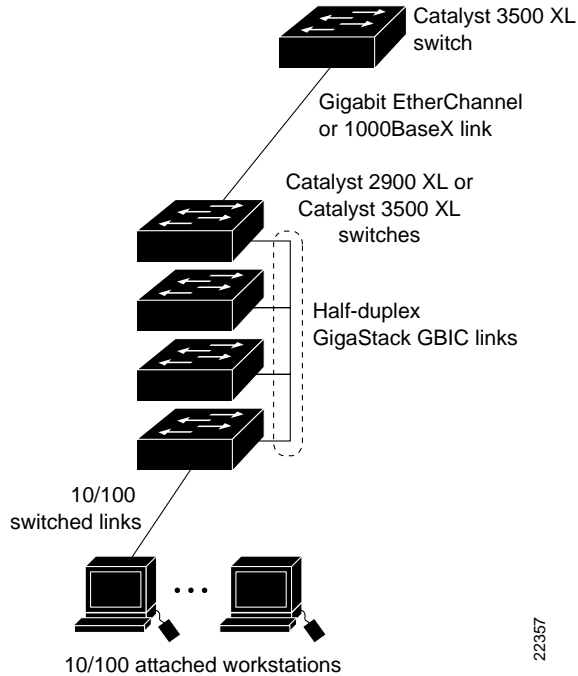 Catalyst 3500 XL
switch
Gigabit EtherChannel
or 1000BaseX link
Catalyst 2900 XL or
Catalyst 3500 XL
switches
Half-duplex
GigaStack GBIC links
10/100
switched links
10/100 attached workstations
22357